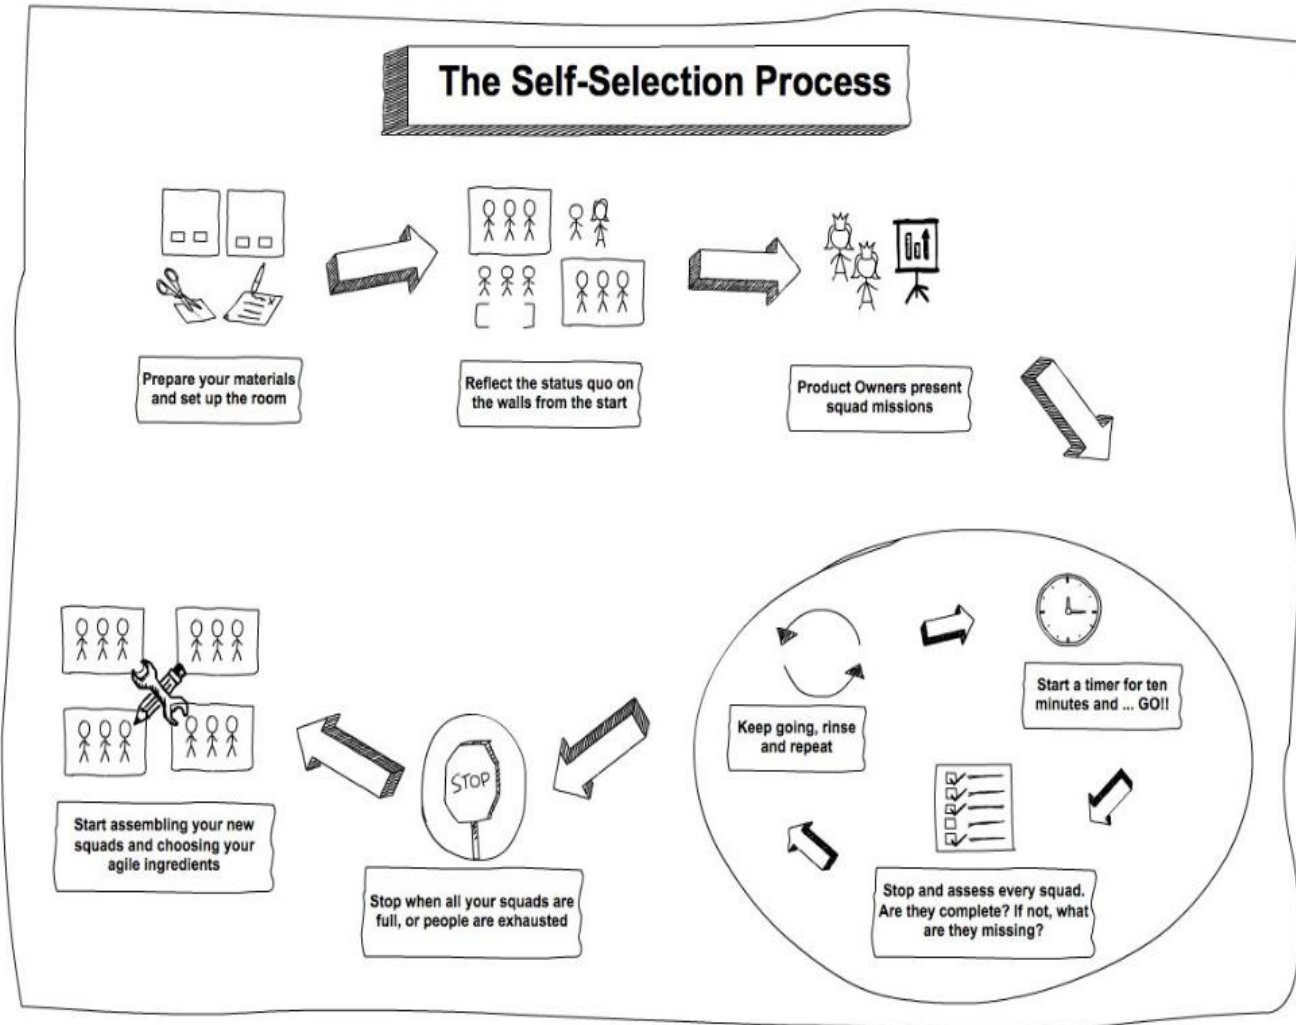 The Self-Selection Process
Prepare your materials
and set up the room
Reflect the status quo on
the walls from the start
Product Owners present
squad missions
Start a timer for ten
minutes and ... GO!!
Stop and assess every squad.
Are they complete? If not, what
are they missing?
Keep going, rinse
and repeat
STOP
Stop when all your squads are
full, or people are exhausted
Start assembling your new
squads and choosing your
agile ingredients